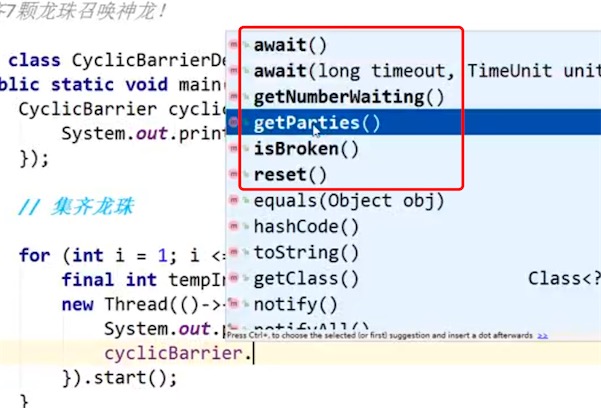 7颗龙珠召唤神龙!
class CyclicBarrierDe
blic static void main
CyclicBarrier cycli
System.out.print
});
// 集齐龙珠
for (int i = 1; i <=
final int tempIn
new Thread(()->
System.out.p
cyclicBarrier.
}).start();
}
await()
await(long timeout, TimeUnit unit
getNumberWaiting()
getParties()
isBroken()
reset()
equals(Object obj)
hashCode()
toString()
getClass() Class<?
notify()
notifyAll()
Press Ctrl+. to choose the selected (or first) suggestion and insert a dot afterwards >>